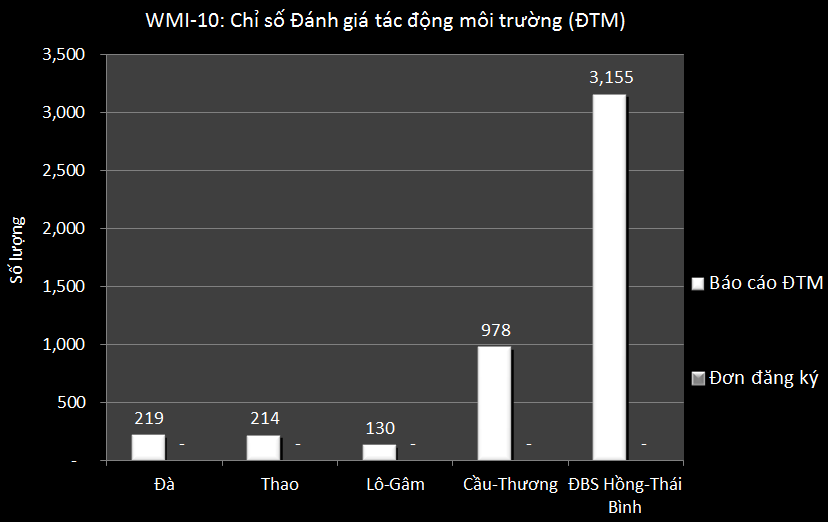 WMI-10: Chỉ số Đánh giá tác động môi trường (ĐTM)
3,500
3,000
2,500
2,000
1,500
1,000
500
-
Số lượng
219
-
214
-
130
-
978
-
3,155
-
Đà
Thao
Lô-Gâm
Cầu-Thương
ĐBS Hồng-Thái
Bình
Báo cáo ĐTM
Đơn đăng ký